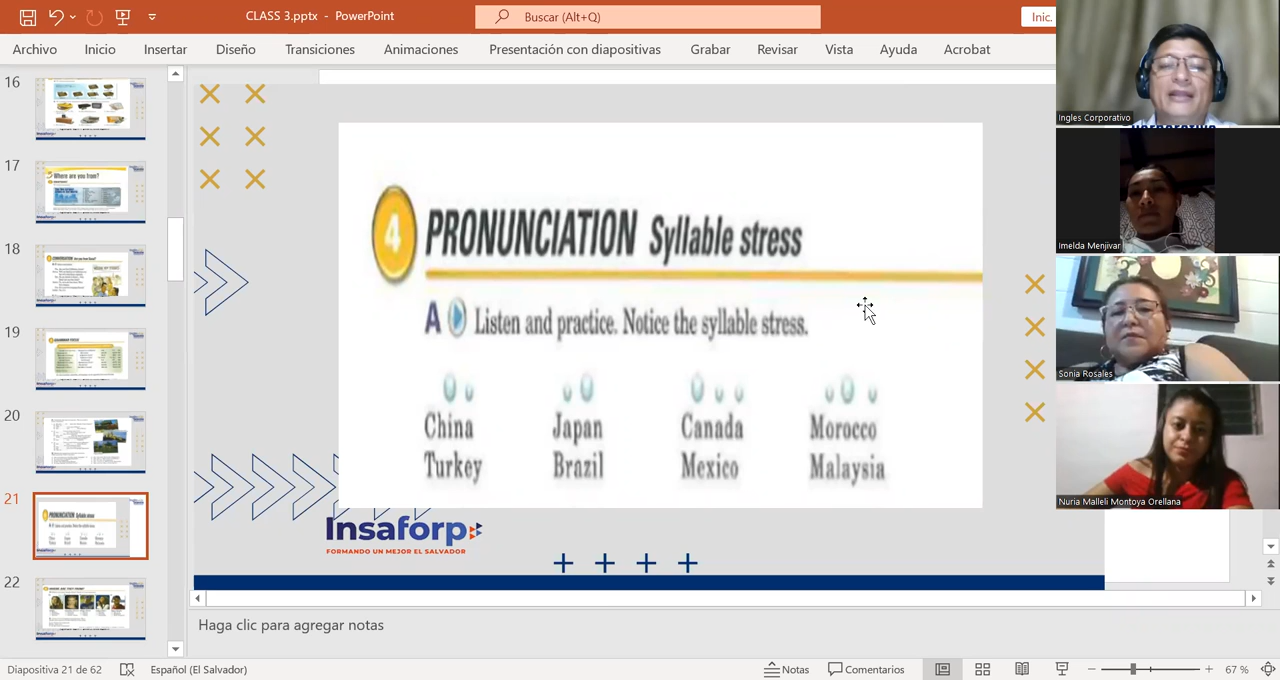 CLASS 3.pptx - PowerPoint
Buscar (Alt+Q)
Inic.
Archivo Inicio Insertar Diseño Transiciones Animaciones Presentación con diapositivas Grabar Revisar Vista Ayuda Acrobat
16
17
Where are you from?
18
19
20
21
22
4 PRONUNCIATION Syllable stress
A Listen and practice. Notice the syllable stress.
China Japan Canada Morocco
Turkey Brazil Mexico Malaysia
Insaforp
FORMANDO UN MEJOR EL SALVADOR
Ingles Corporativo
Imelda Menjivar
Sonia Rosales
Nuria Malleli Montoya Orellana
Haga clic para agregar notas
Diapositiva 21 de 62 Español (El Salvador) Notas Comentarios 67 %